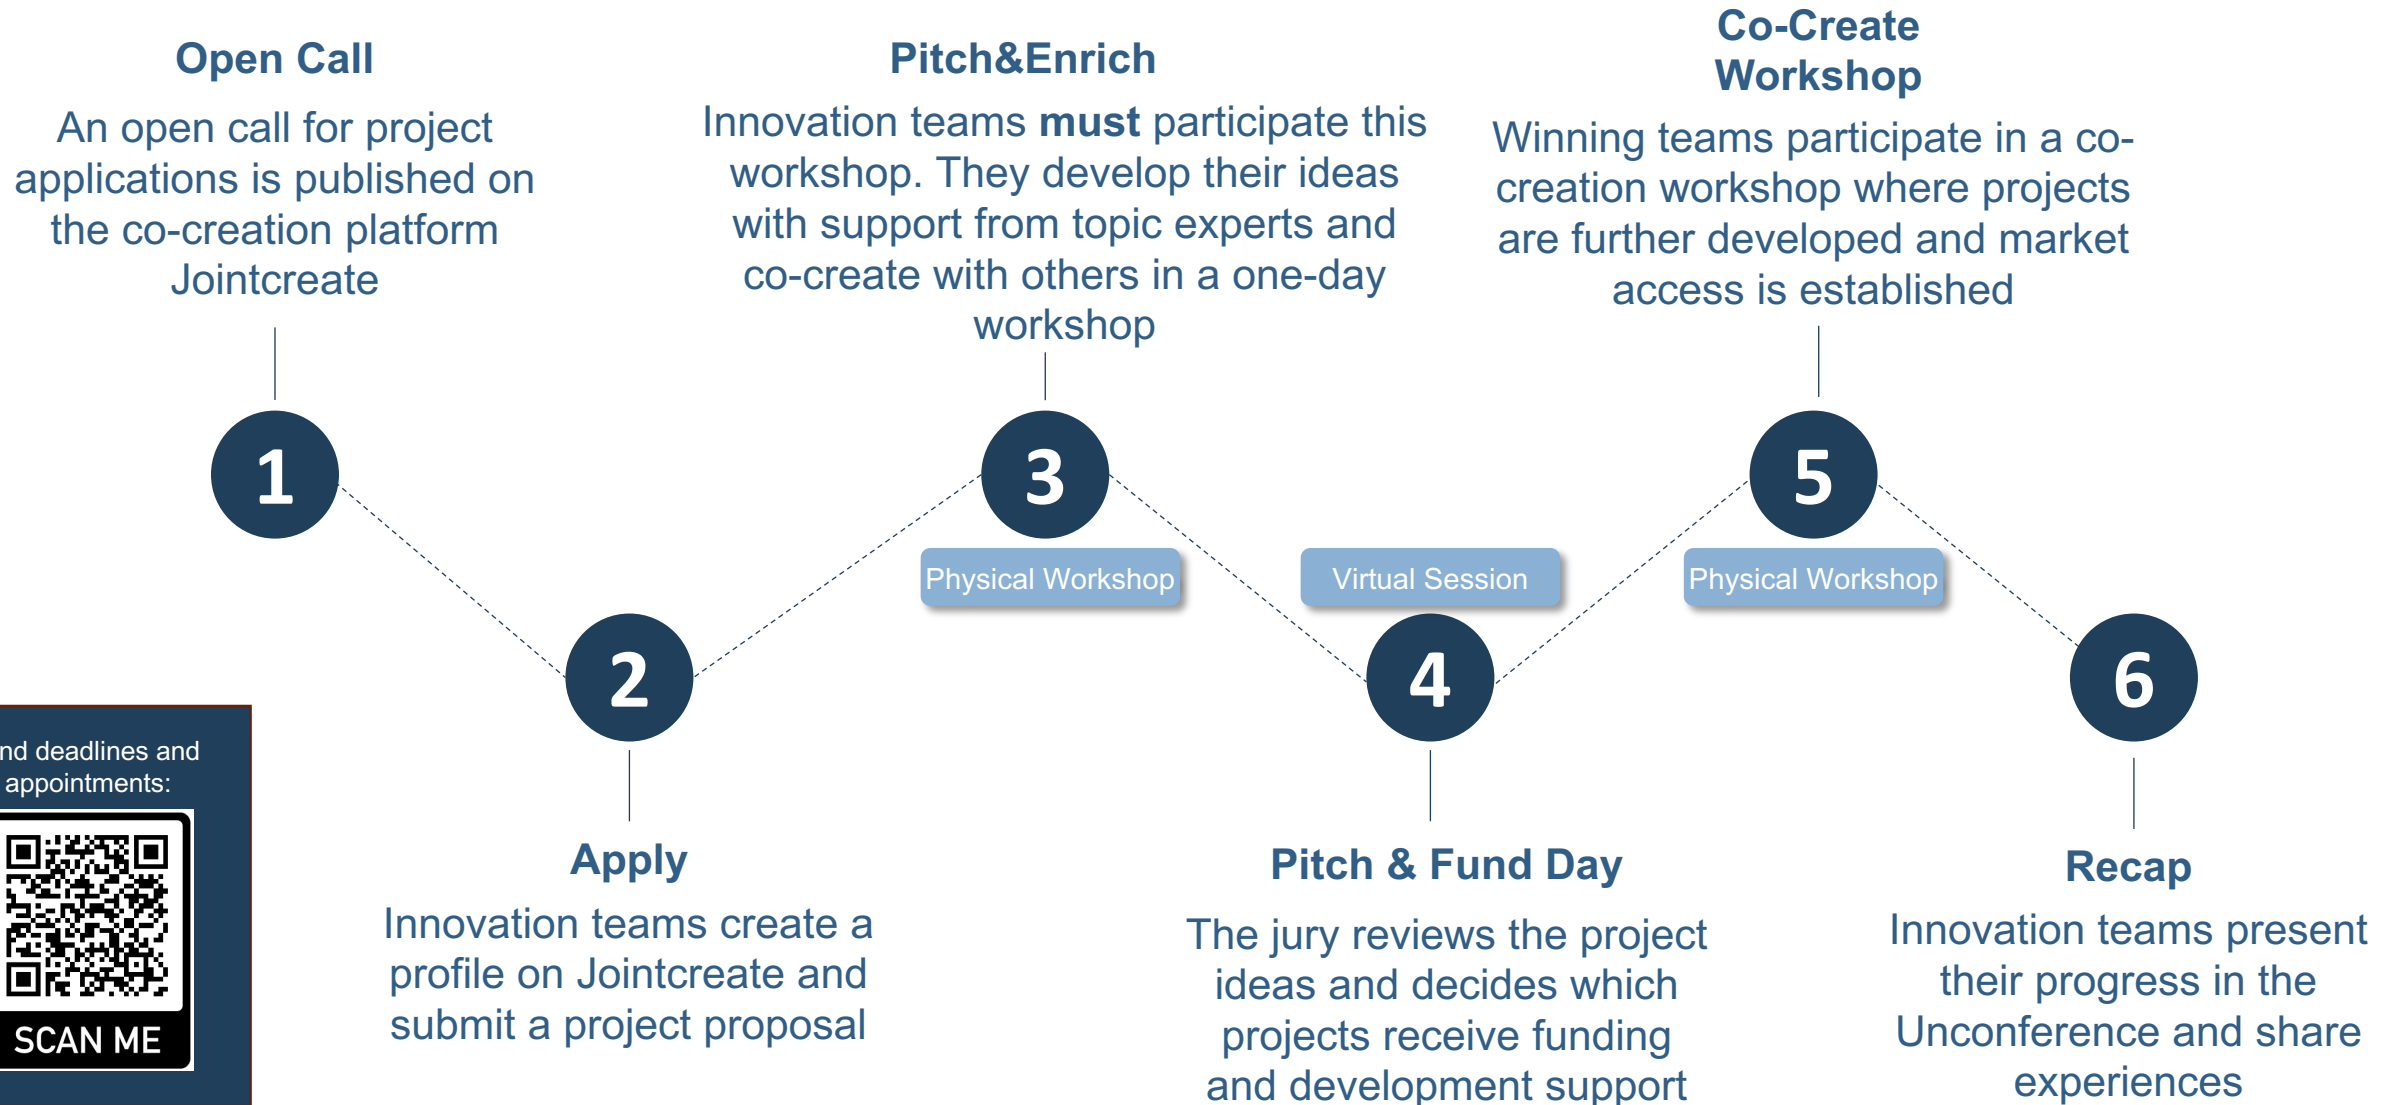 Open Call
An open call for project
applications is published on
the co-creation platform
Jointcreate
1
Pitch&Enrich
Innovation teams must participate this
workshop. They develop their ideas
with support from topic experts and
co-create with others in a one-day
workshop
3
Physical Workshop
Co-Create
Workshop
Winning teams participate in a co-
creation workshop where projects
are further developed and market
access is established
5
Physical Workshop
2
Apply
Innovation teams create a
profile on Jointcreate and
submit a project proposal
Virtual Session
4
Pitch & Fund Day
The jury reviews the project
ideas and decides which
projects receive funding
and development support
6
Recap
Innovation teams present
their progress in the
Unconference and share
experiences
deadlines and
appointments:
SCAN ME